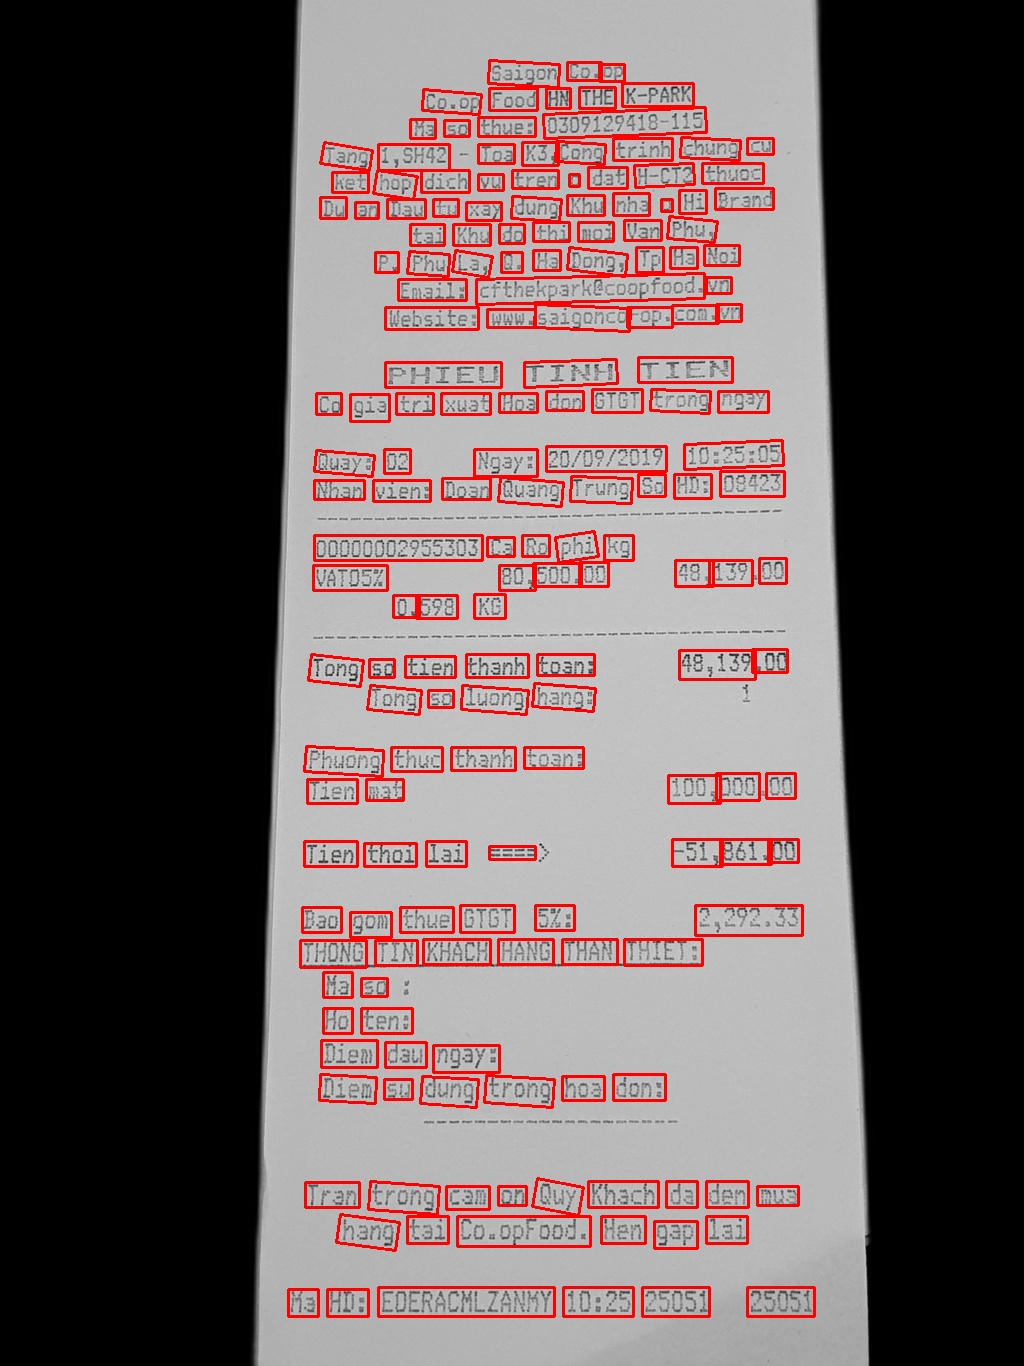 Saigon Co.op
Co.op Food HN THE K-PARK
Ma so thue: 0309129418-115
Tang 1,SH42 - Toa K3,Cong trinh chung cu
ket hop dich vu tren o dat H-CT2 thuoc
Du an Dau tu xay dung Khu nha o Hi Brand
tai Khu do thi moi Van Phu,
P. Phu La, Q. Ha Dong, Tp Ha Noi
Email: cfthekpark@coopfood.vn
Website: www.saigonco-op.com.vn
PHIEU TINH TIEN
Co gia tri xuat Hoa don GTGT trong ngay
Quay: 02 Ngay: 20/09/2019 10:25:05
Nhan vien: Doan Quang Trung So HD: 08423
00000002955303 Ca Ro phi kg
VAT05% 80,500.00 48,139.00
0.598 KG
Tong so tien thanh toan: 48,139.00
Tong so luong hang: 1
Phuong thuc thanh toan:
Tien mat 100,000.00
Tien thoi lai ====> -51,861.00
Bao gom thue GTGT 5%: 2,292.33
THONG TIN KHACH HANG THAN THIET:
Ma so :
Ho ten:
Diem dau ngay:
Diem su dung trong hoa don:
Tran trong cam on Quy Khach da den mua
hang tai Co.opFood. Hen gap lai
Ma HD: EDERACMLZANMY 10:25 25051 25051